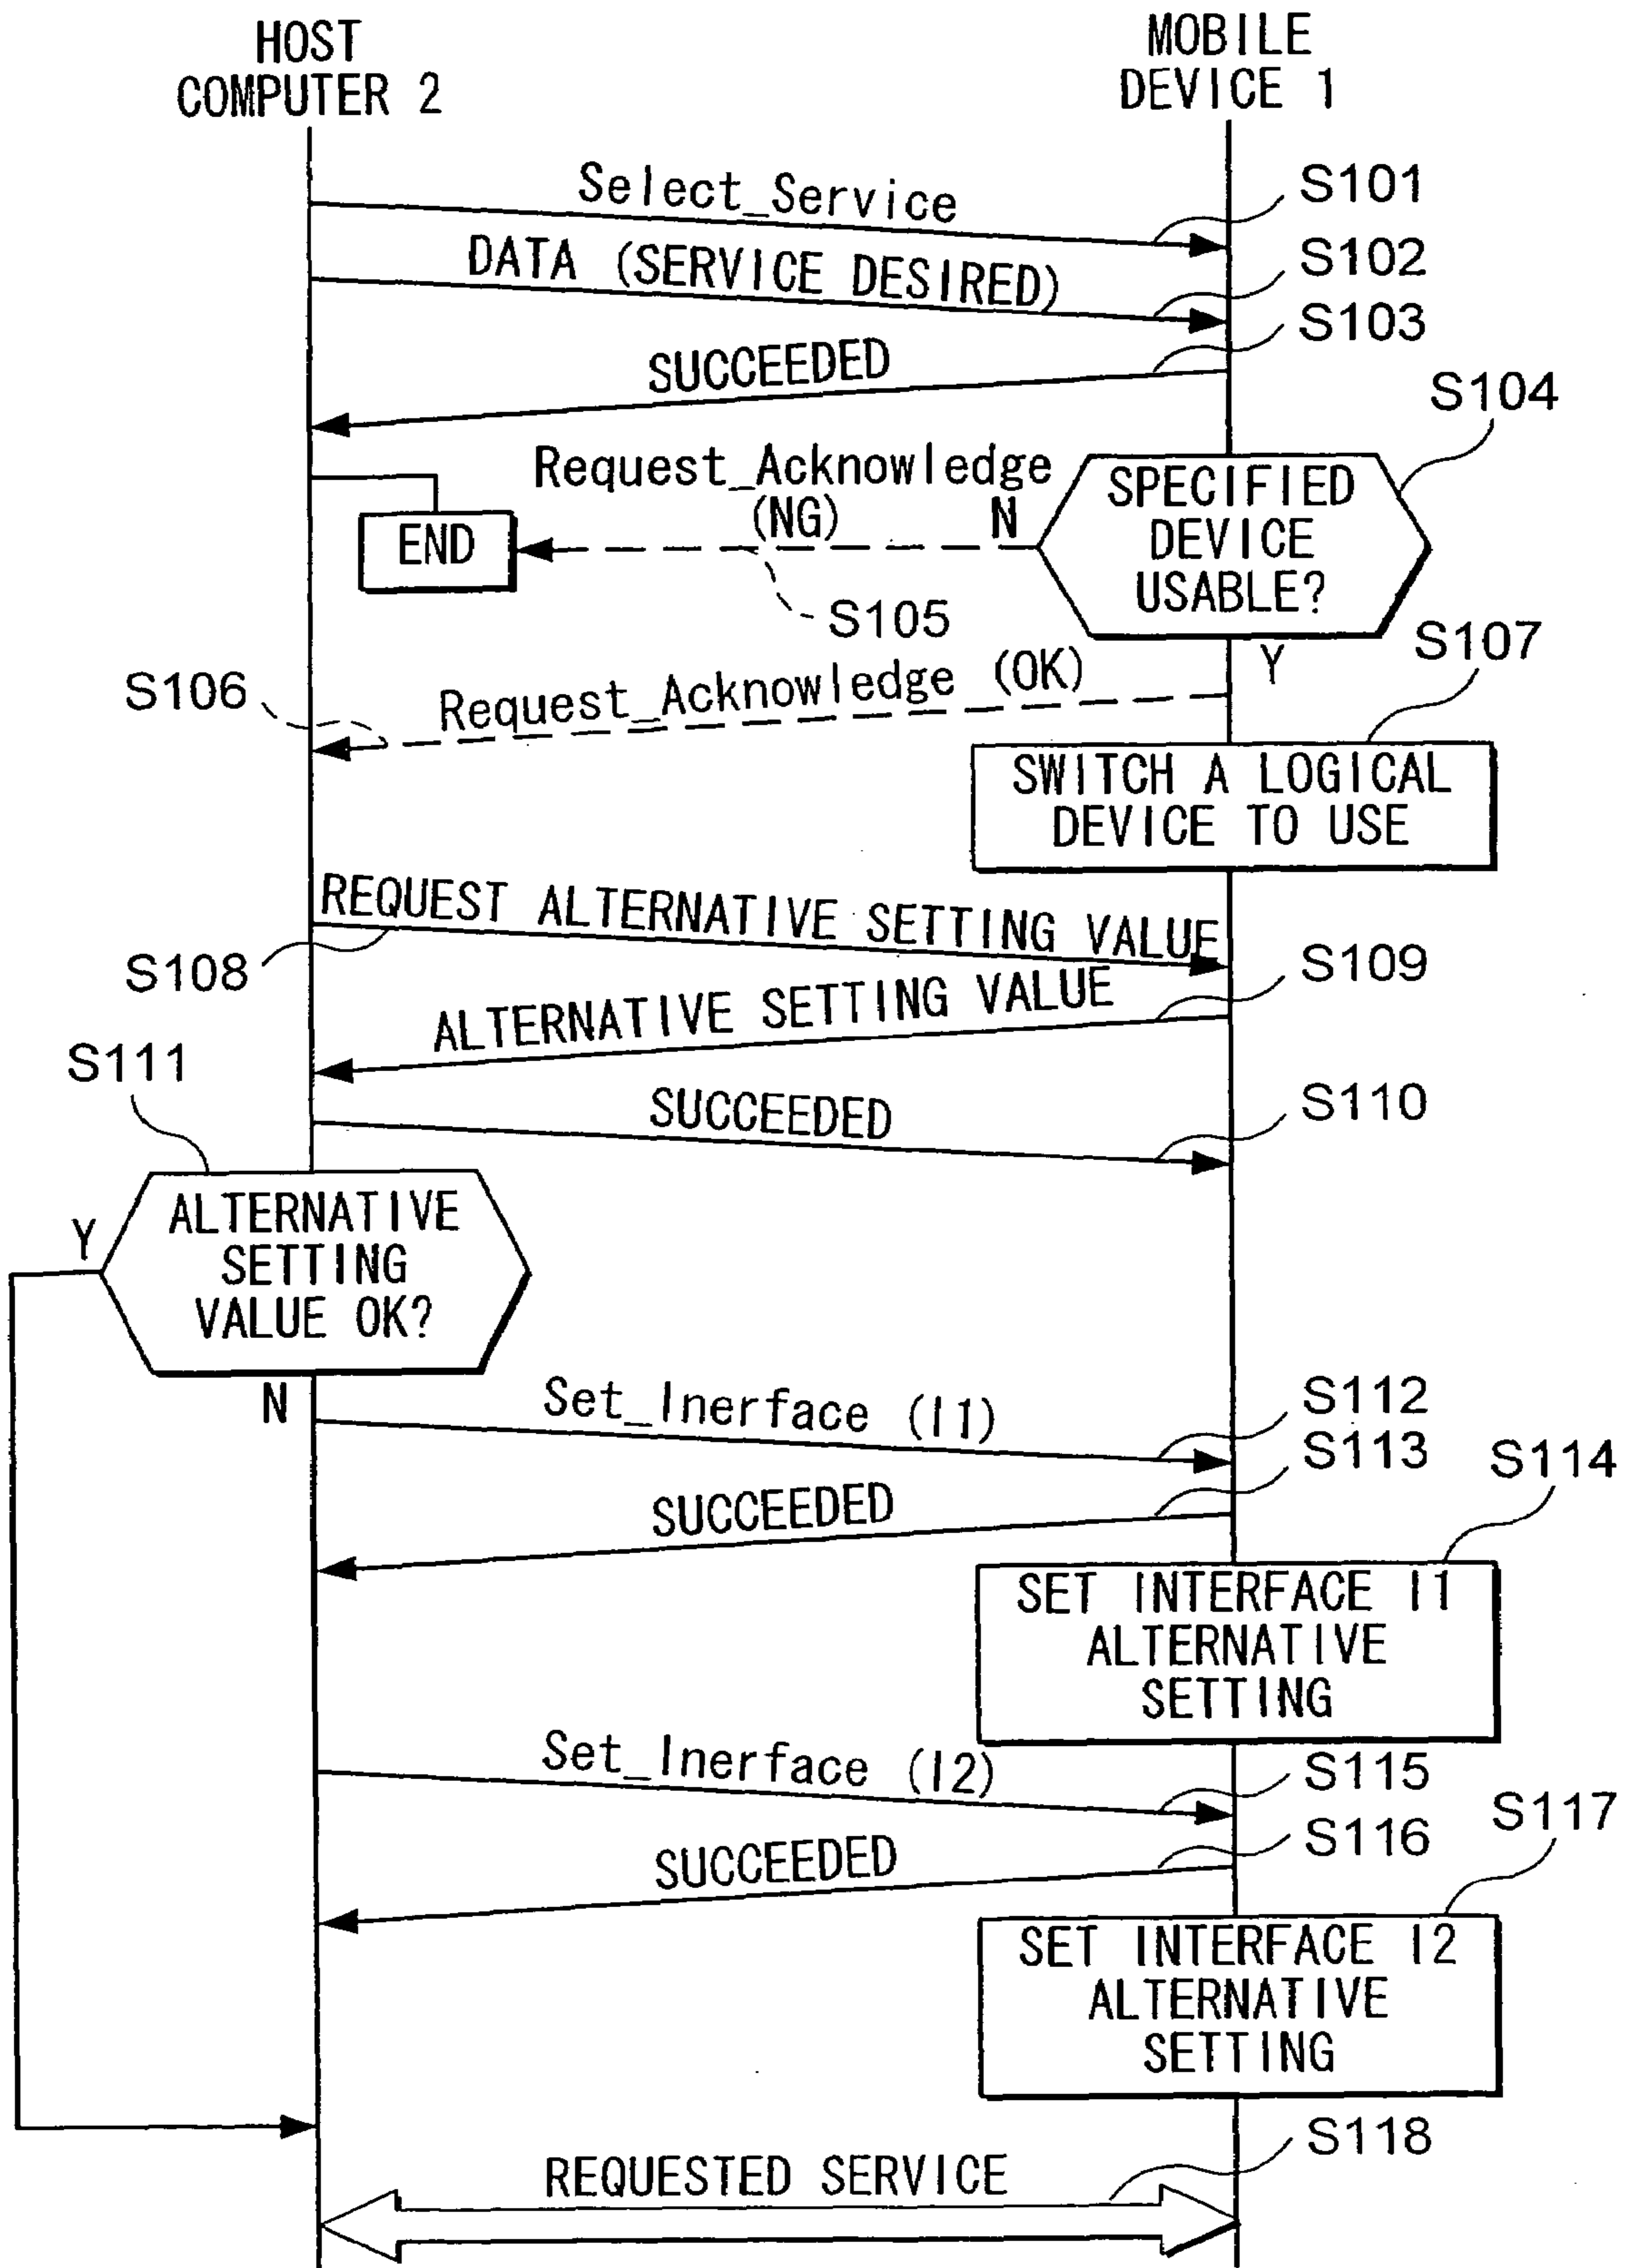 HOST
COMPUTER 2
MOBILE
DEVICE 1
Select_Service
S101
DATA (SERVICE DESIRED)
S102
S103
SUCCEEDED
S104
Request_Acknowledge
(NG)
N
SPECIFIED
DEVICE
USABLE?
END
S105
Y
S107
S106
Request_Acknowledge (OK)
SWITCH A LOGICAL
DEVICE TO USE
REQUEST ALTERNATIVE SETTING VALUE
S108
S109
ALTERNATIVE SETTING VALUE
S111
SUCCEEDED
S110
Y
ALTERNATIVE
SETTING
VALUE OK?
N
Set_Inerface (I1)
S112
S113
S114
SUCCEEDED
SET INTERFACE I1
ALTERNATIVE
SETTING
Set_Inerface (I2)
S115
S117
S116
SUCCEEDED
SET INTERFACE I2
ALTERNATIVE
SETTING
S118
REQUESTED SERVICE